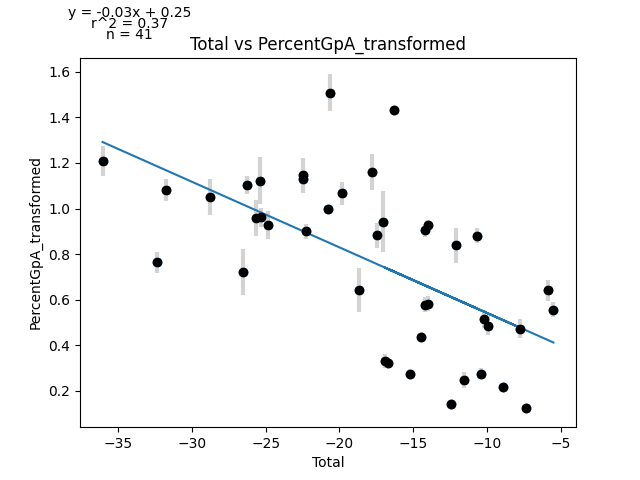 y = -0.03x + 0.25
r^2 = 0.37
n = 41
Total vs PercentGpA_transformed
PercentGpA_transformed
1.6
1.4
1.2
1.0
0.8
0.6
0.4
0.2
−35 −30 −25 −20 −15 −10 −5
Total